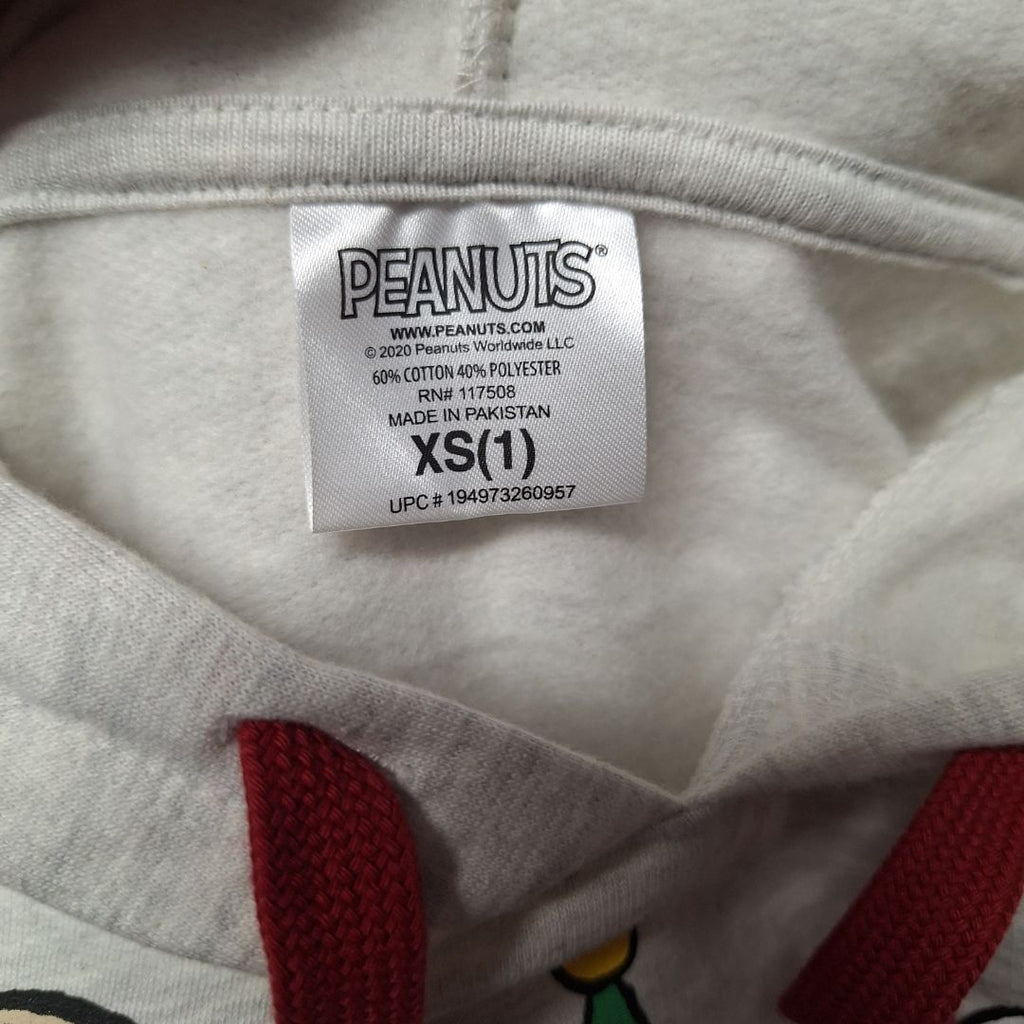 PEANUTS®
WWW.PEANUTS.COM
© 2020 Peanuts Worldwide LLC
60% COTTON 40% POLYESTER
RN# 117508
MADE IN PAKISTAN
XS(1)
UPC # 194973260957